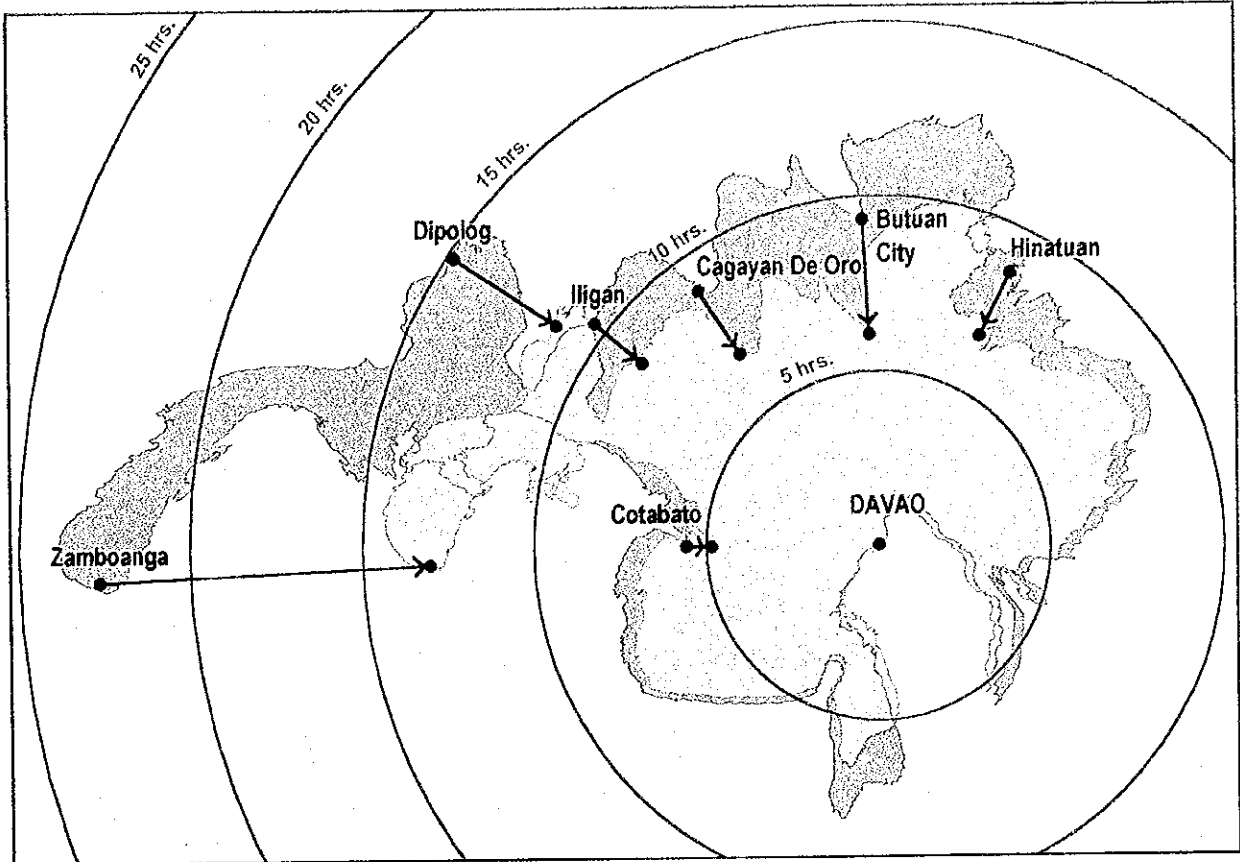 25 hrs.
20 hrs.
15 hrs.
Dipolog
10 hrs.
Butuan
City
Hinatuan
Cagayan De Oro
Iligan
5 hrs.
Cotabato
DAVAO
Zamboanga